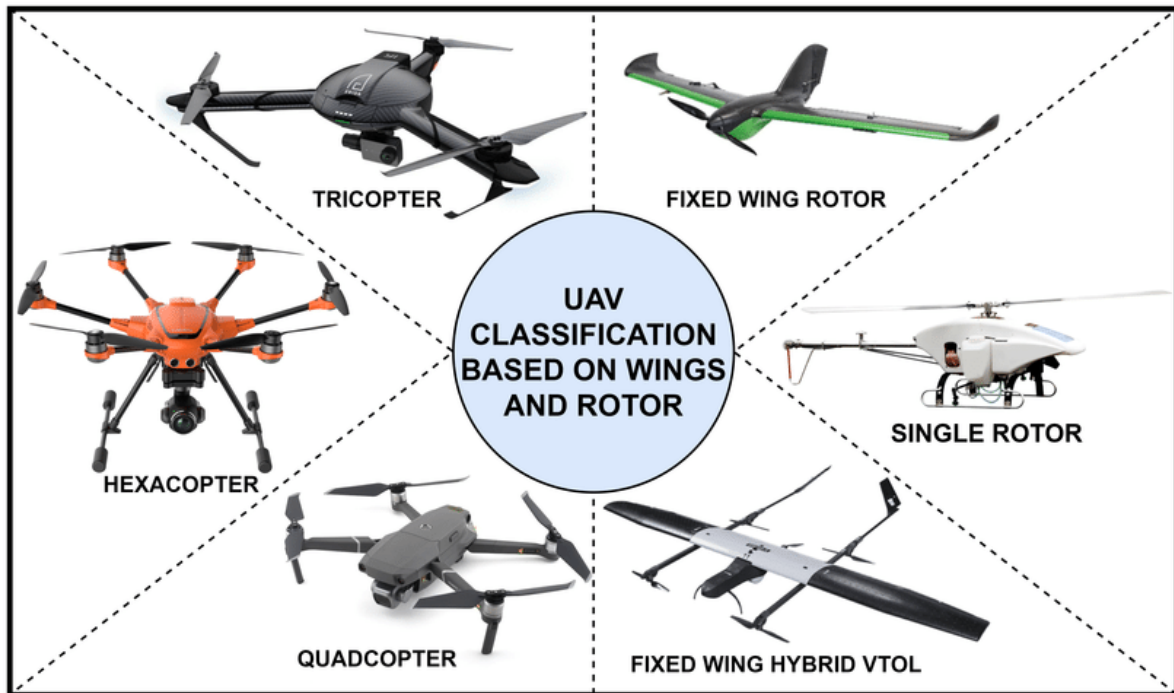 TRICOPTER
FIXED WING ROTOR
UAV
CLASSIFICATION
BASED ON WINGS
AND ROTOR
HEXACOPTER
SINGLE ROTOR
QUADCOPTER
FIXED WING HYBRID VTOL